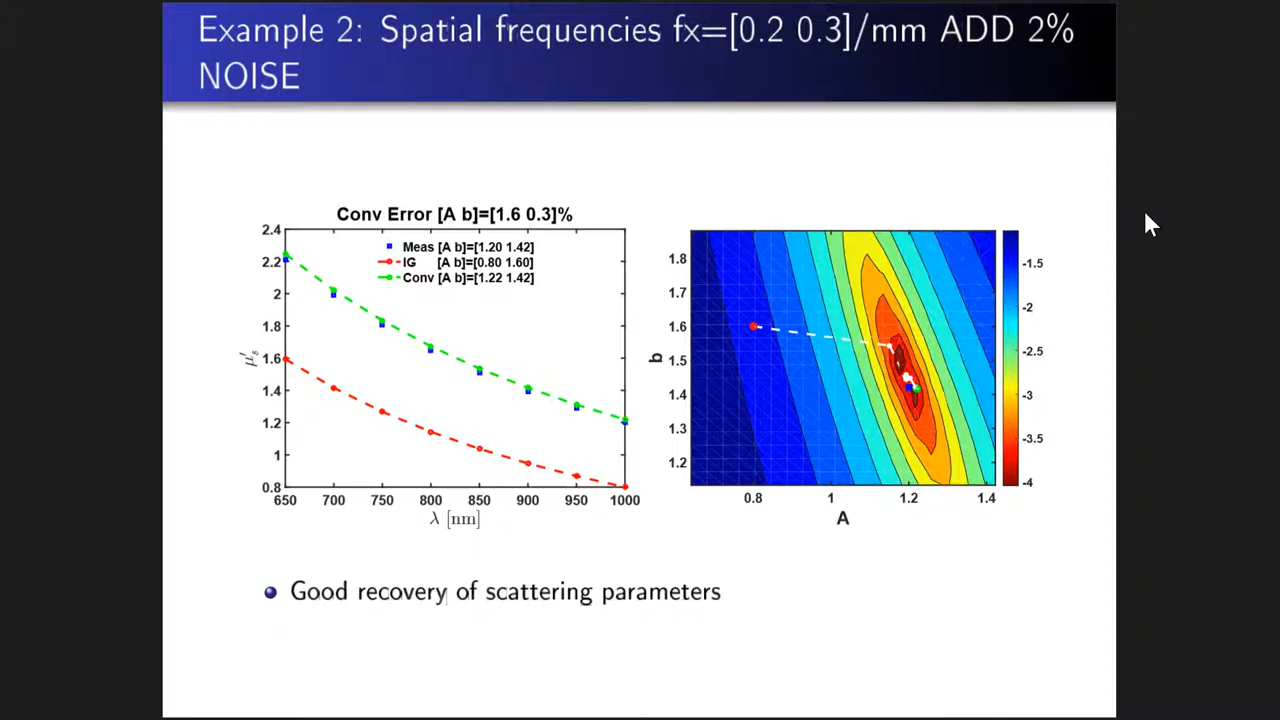 Example 2: Spatial frequencies fx=[0.2 0.3]/mm ADD 2%
NOISE
Conv Error [A b]=[1.6 0.3]%
Meas [A b]=[1.20 1.42]
IG [A b]=[0.80 1.60]
Conv [A b]=[1.22 1.42]
2.4
2.2
2
1.8
1.6
1.4
1.2
1
0.8
μ's
650 700 750 800 850 900 950 1000
λ [nm]
1.8
1.7
1.6
1.5
1.4
1.3
1.2
b
0.8 1 1.2 1.4
A
-1.5
-2
-2.5
-3
-3.5
-4
Good recovery of scattering parameters